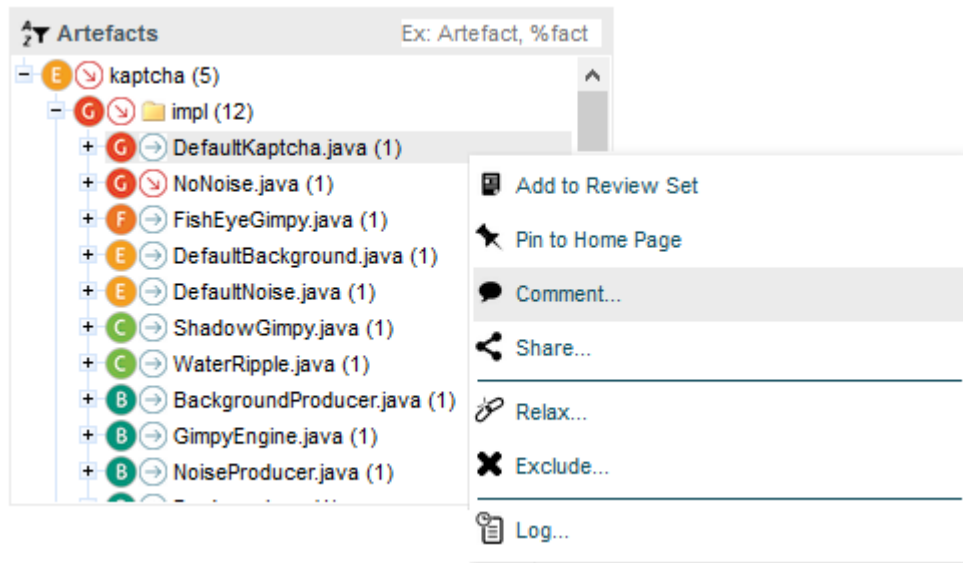 Artefacts Ex: Artefact, %fact
E kaptcha (5)
G impl (12)
G DefaultKaptcha.java (1)
G NoNoise.java (1)
F FishEyeGimpy.java (1)
E DefaultBackground.java (1)
E DefaultNoise.java (1)
C ShadowGimpy.java (1)
C WaterRipple.java (1)
B BackgroundProducer.java (1)
B GimpyEngine.java (1)
B NoiseProducer.java (1)
Add to Review Set
Pin to Home Page
Comment...
Share...
Relax...
Exclude...
Log...